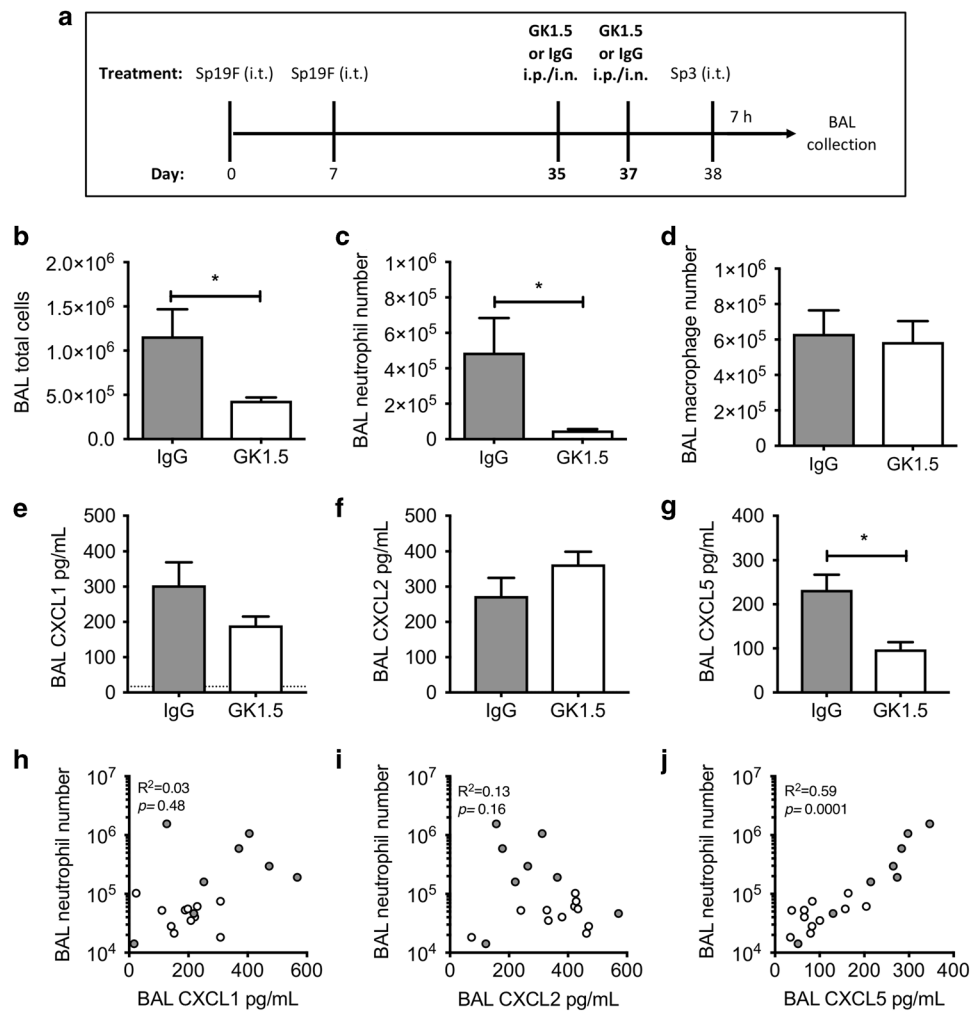 a
GK1.5 GK1.5
or IgG or IgG
Treatment: Sp19F (i.t.) Sp19F (i.t.) i.p./i.n. i.p./i.n. Sp3 (i.t.)
7 h
BAL
collection
Day: 0 7 35 37 38
b
BAL total cells
2.0×10⁶
1.5×10⁶
1.0×10⁶
5.0×10⁵
0.0
*
IgG GK1.5
c
BAL neutrophil number
1×10⁶
8×10⁵
6×10⁵
4×10⁵
2×10⁵
0
*
IgG GK1.5
d
BAL macrophage number
1×10⁶
8×10⁵
6×10⁵
4×10⁵
2×10⁵
0
IgG GK1.5
e
BAL CXCL1 pg/mL
500
400
300
200
100
0
IgG GK1.5
f
BAL CXCL2 pg/mL
500
400
300
200
100
0
IgG GK1.5
g
BAL CXCL5 pg/mL
400
300
200
100
0
*
IgG GK1.5
h
BAL neutrophil number
10⁷
10⁶
10⁵
10⁴
R²=0.03
p= 0.48
0 200 400 600
BAL CXCL1 pg/mL
i
BAL neutrophil number
10⁷
10⁶
10⁵
10⁴
R²=0.13
p= 0.16
0 200 400 600
BAL CXCL2 pg/mL
j
BAL neutrophil number
10⁷
10⁶
10⁵
10⁴
R²=0.59
p= 0.0001
0 100 200 300 400
BAL CXCL5 pg/mL